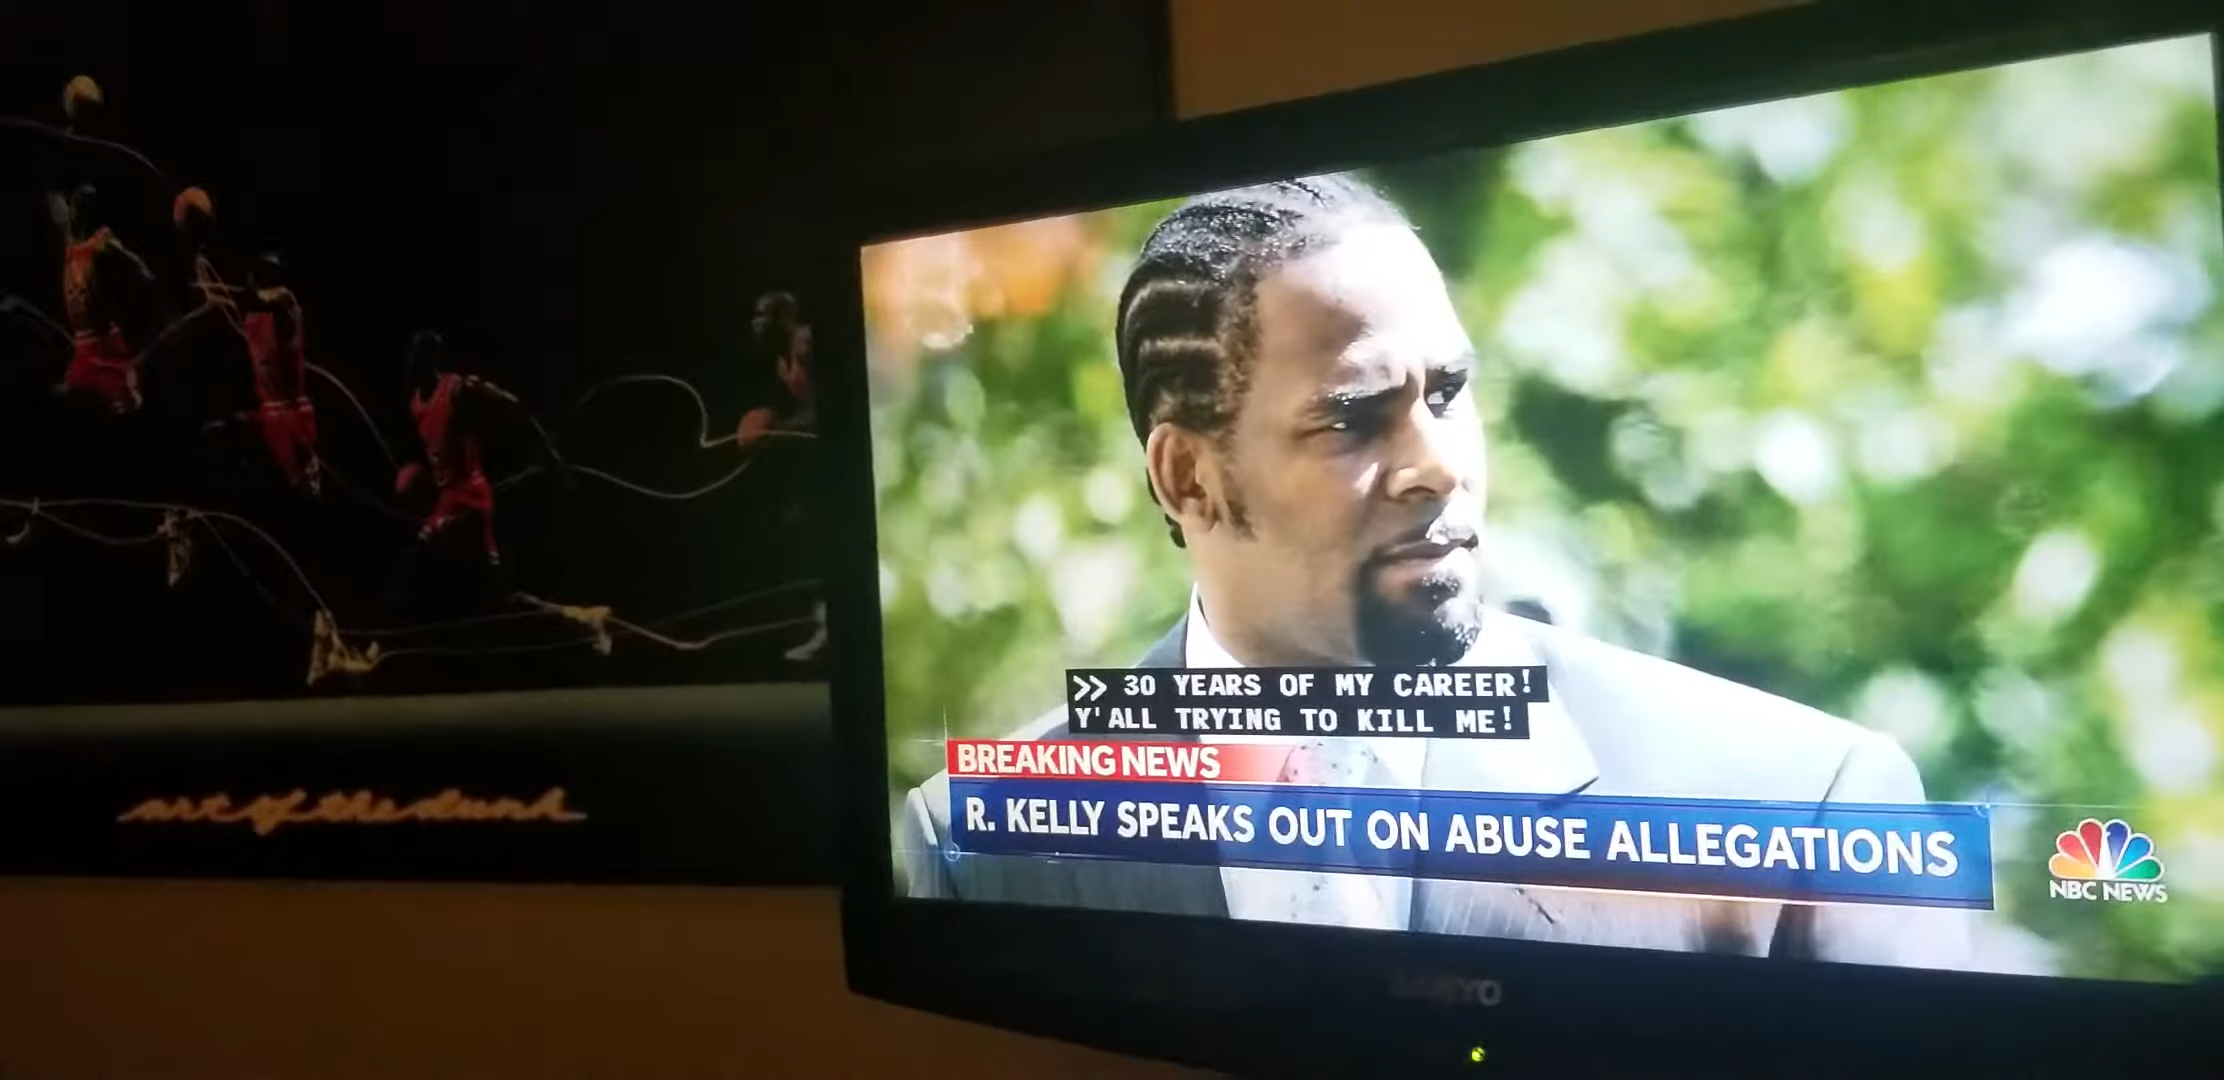 art of the dunk
>> 30 YEARS OF MY CAREER!
Y'ALL TRYING TO KILL ME!
BREAKING NEWS
R. KELLY SPEAKS OUT ON ABUSE ALLEGATIONS
NBC NEWS
SANYO